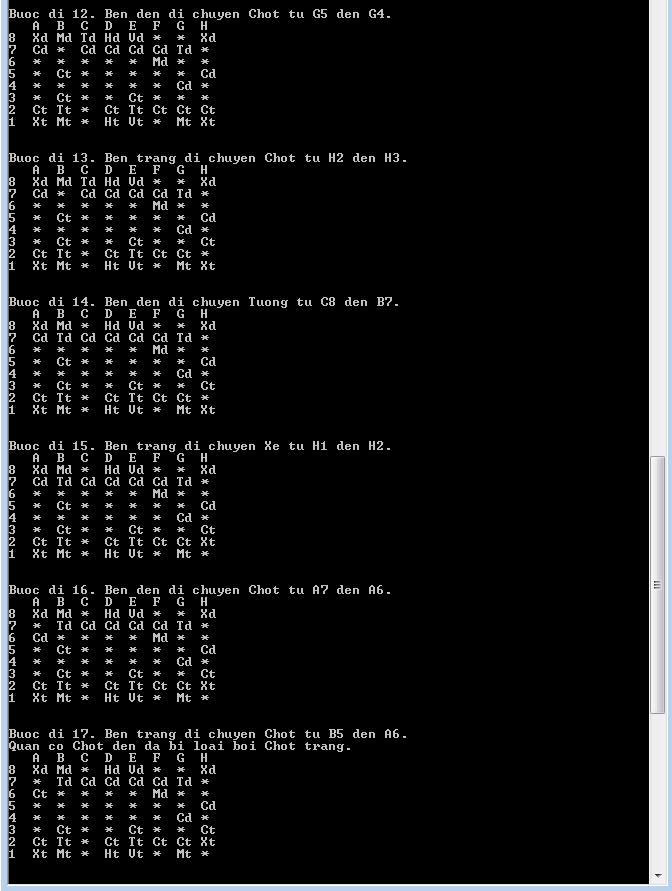 Buoc di 12. Ben den di chuyen Chot tu G5 den G4.
A B C D E F G H
8 Xd Md Td Hd Vd * * Xd
7 Cd * Cd Cd Cd Cd Td *
6 * * * * * Md * *
5 * Ct * * * * * Cd
4 * * * * * * Cd *
3 * Ct * * Ct * * *
2 Ct Tt * Ct Tt Ct Ct Ct
1 Xt Mt * Ht Vt * Mt Xt
Buoc di 13. Ben trang di chuyen Chot tu H2 den H3.
A B C D E F G H
8 Xd Md Td Hd Vd * * Xd
7 Cd * Cd Cd Cd Cd Td *
6 * * * * * Md * *
5 * Ct * * * * * Cd
4 * * * * * * Cd *
3 * Ct * * Ct * * Ct
2 Ct Tt * Ct Tt Ct Ct *
1 Xt Mt * Ht Vt * Mt Xt
Buoc di 14. Ben den di chuyen Tuong tu C8 den B7.
A B C D E F G H
8 Xd Md * Hd Vd * * Xd
7 Cd Td Cd Cd Cd Cd Td *
6 * * * * * Md * *
5 * Ct * * * * * Cd
4 * * * * * * Cd *
3 * Ct * * Ct * * Ct
2 Ct Tt * Ct Tt Ct Ct *
1 Xt Mt * Ht Vt * Mt Xt
Buoc di 15. Ben trang di chuyen Xe tu H1 den H2.
A B C D E F G H
8 Xd Md * Hd Vd * * Xd
7 Cd Td Cd Cd Cd Cd Td *
6 * * * * * Md * *
5 * Ct * * * * * Cd
4 * * * * * * Cd *
3 * Ct * * Ct * * Ct
2 Ct Tt * Ct Tt Ct Ct Xt
1 Xt Mt * Ht Vt * Mt *
Buoc di 16. Ben den di chuyen Chot tu A7 den A6.
A B C D E F G H
8 Xd Md * Hd Vd * * Xd
7 * Td Cd Cd Cd Cd Td *
6 Cd * * * * Md * *
5 * Ct * * * * * Cd
4 * * * * * * Cd *
3 * Ct * * Ct * * Ct
2 Ct Tt * Ct Tt Ct Ct Xt
1 Xt Mt * Ht Vt * Mt *
Buoc di 17. Ben trang di chuyen Chot tu B5 den A6.
Quan co Chot den da bi loai boi Chot trang.
A B C D E F G H
8 Xd Md * Hd Vd * * Xd
7 * Td Cd Cd Cd Cd Td *
6 Ct * * * * Md * *
5 * * * * * * * Cd
4 * * * * * * Cd *
3 * Ct * * Ct * * Ct
2 Ct Tt * Ct Tt Ct Ct Xt
1 Xt Mt * Ht Vt * Mt *